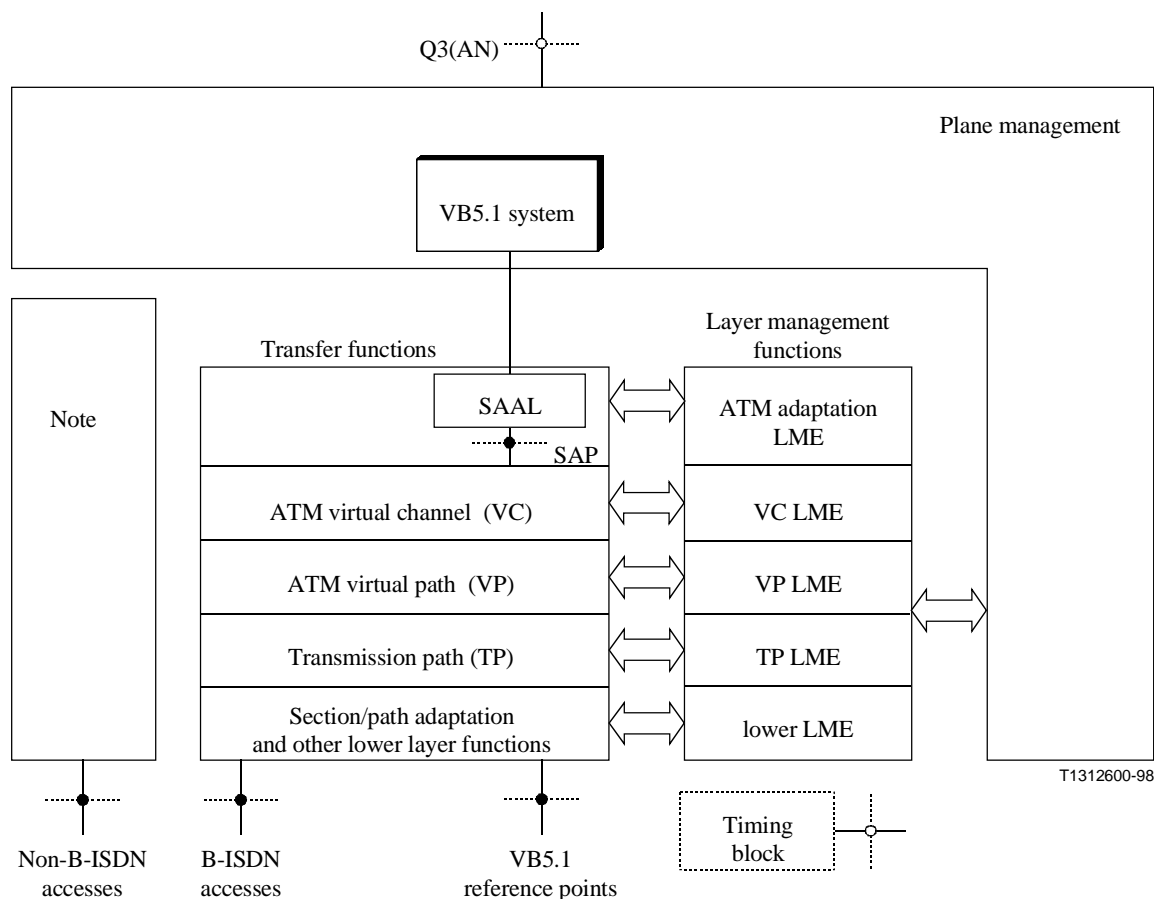 Q3(AN)
Plane management
VB5.1 system
Layer management
functions
Transfer functions
Note
SAAL
SAP
ATM adaptation
LME
ATM virtual channel (VC)
VC LME
ATM virtual path (VP)
VP LME
Transmission path (TP)
TP LME
Section/path adaptation
and other lower layer functions
lower LME
T1312600-98
Timing
block
Non-B-ISDN
accesses
B-ISDN
accesses
VB5.1
reference points